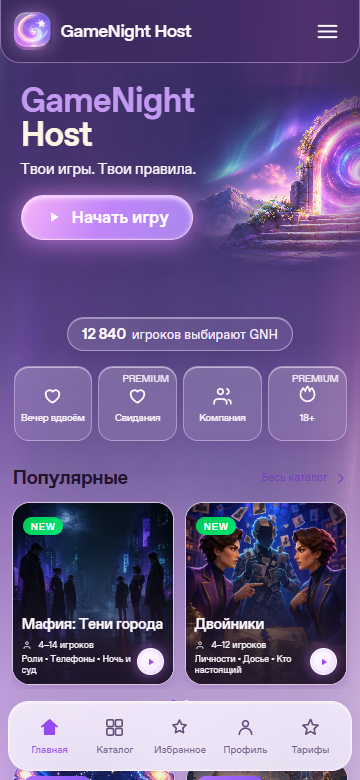 GameNight Host
GameNight
Host
Твои игры. Твои правила.
Начать игру
12 840 игроков выбирают GNH
Вечер вдвоём
PREMIUM
Свидания
Компания
PREMIUM
18+
Популярные
Весь каталог
NEW
Мафия: Тени города
4–14 игроков
Роли • Телефоны • Ночь и
суд
NEW
Двойники
4–12 игроков
Личности • Досье • Кто
настоящий
Главная
Каталог
Избранное
Профиль
Тарифы